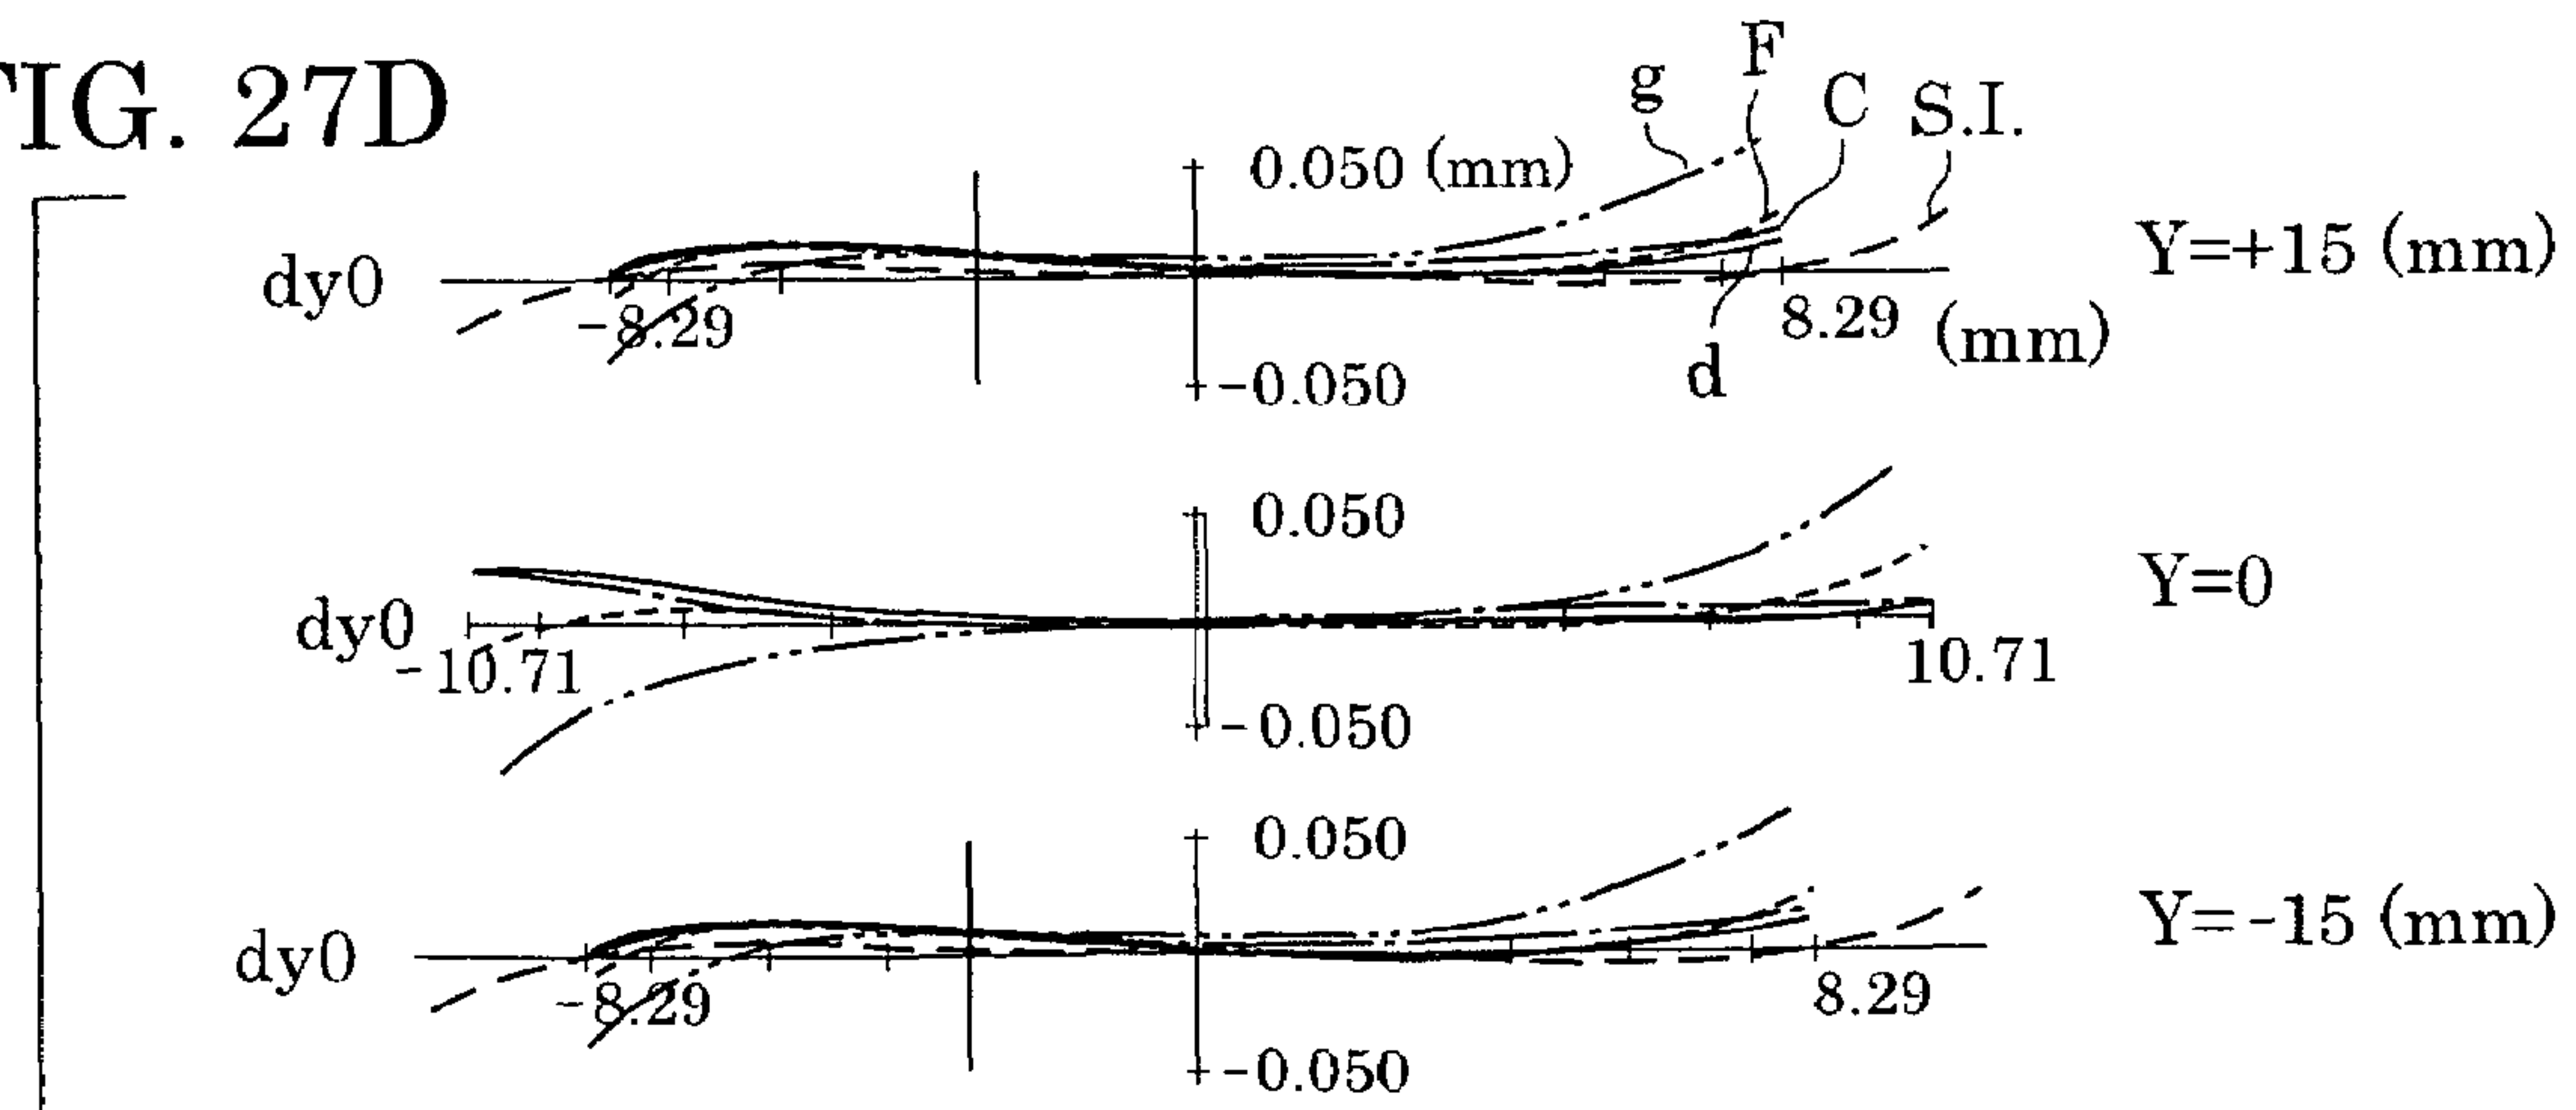 IG. 27D
g F C S.I.
0.050 (mm)
dy0 Y=+15 (mm)
-8.29 8.29 (mm)
-0.050 d
0.050
dy0 Y=0
-10.71 10.71
-0.050
0.050
dy0 Y=-15 (mm)
-8.29 8.29
-0.050